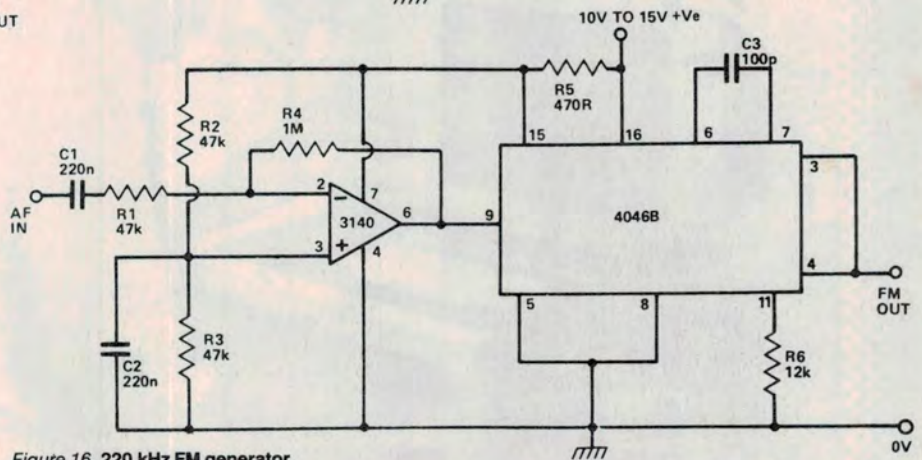 UT
10V TO 15V +Ve
C3
100p
R5
470R
R2
47k
R4
1M
15
16
6
7
C1
220n
3
2
7
AF
IN
R1
47k
3140
6
9
4046B
3
4
4
FM
OUT
5
8
11
C2
220n
R3
47k
R6
12k
0V
Figure 16. 220 kHz FM generator